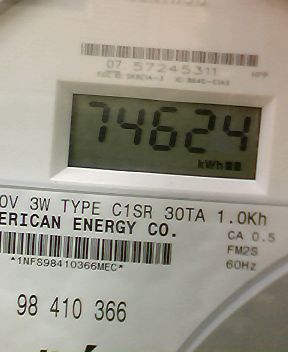 07 57245311
74624
kWh
0V 3W TYPE C1SR 30TA 1.0Kh
ERICAN ENERGY CO.
CA 0.5
FM2S
*1NFS98410366MEC*
60Hz
98 410 366